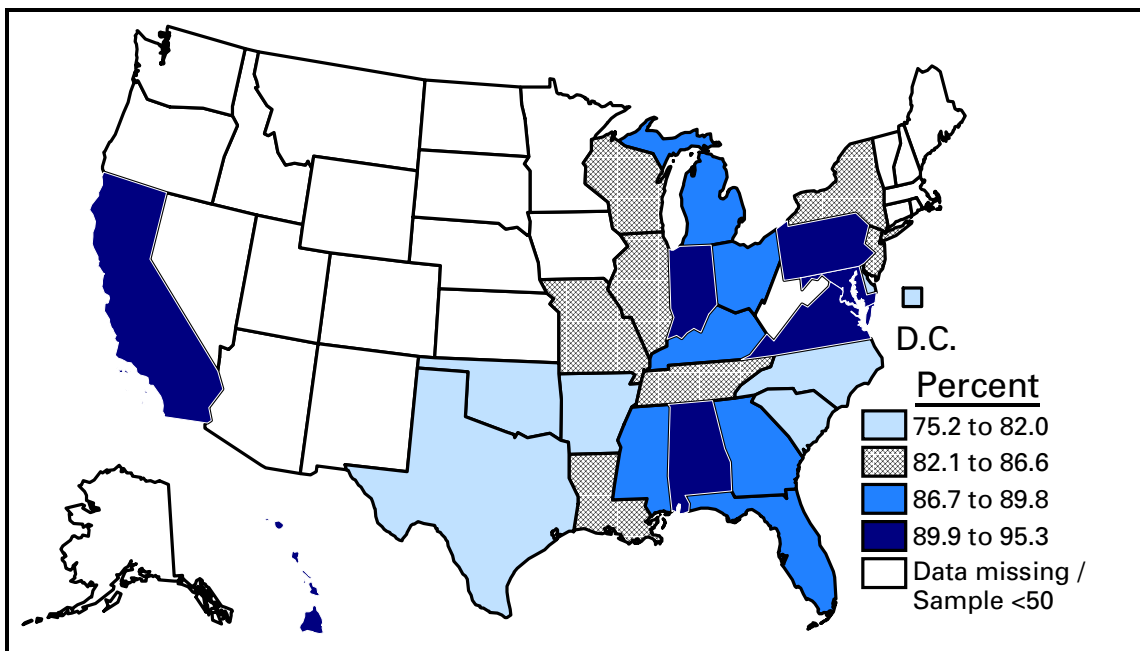 D.C.
Percent
75.2 to 82.0
82.1 to 86.6
86.7 to 89.8
89.9 to 95.3
Data missing /
Sample <50